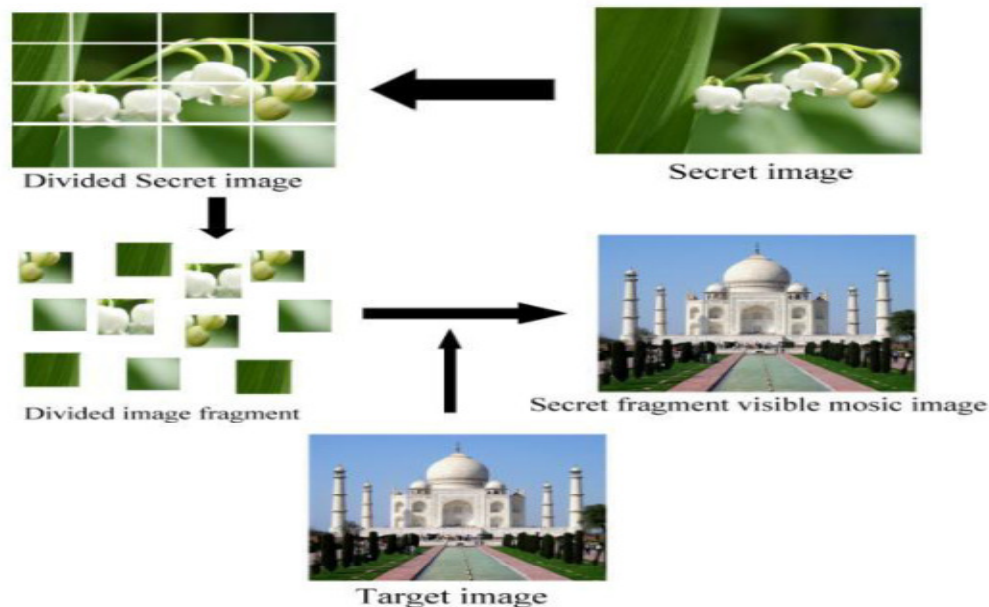 Divided Secret image
Secret image
Divided image fragment
Secret fragment visible mosic image
Target image